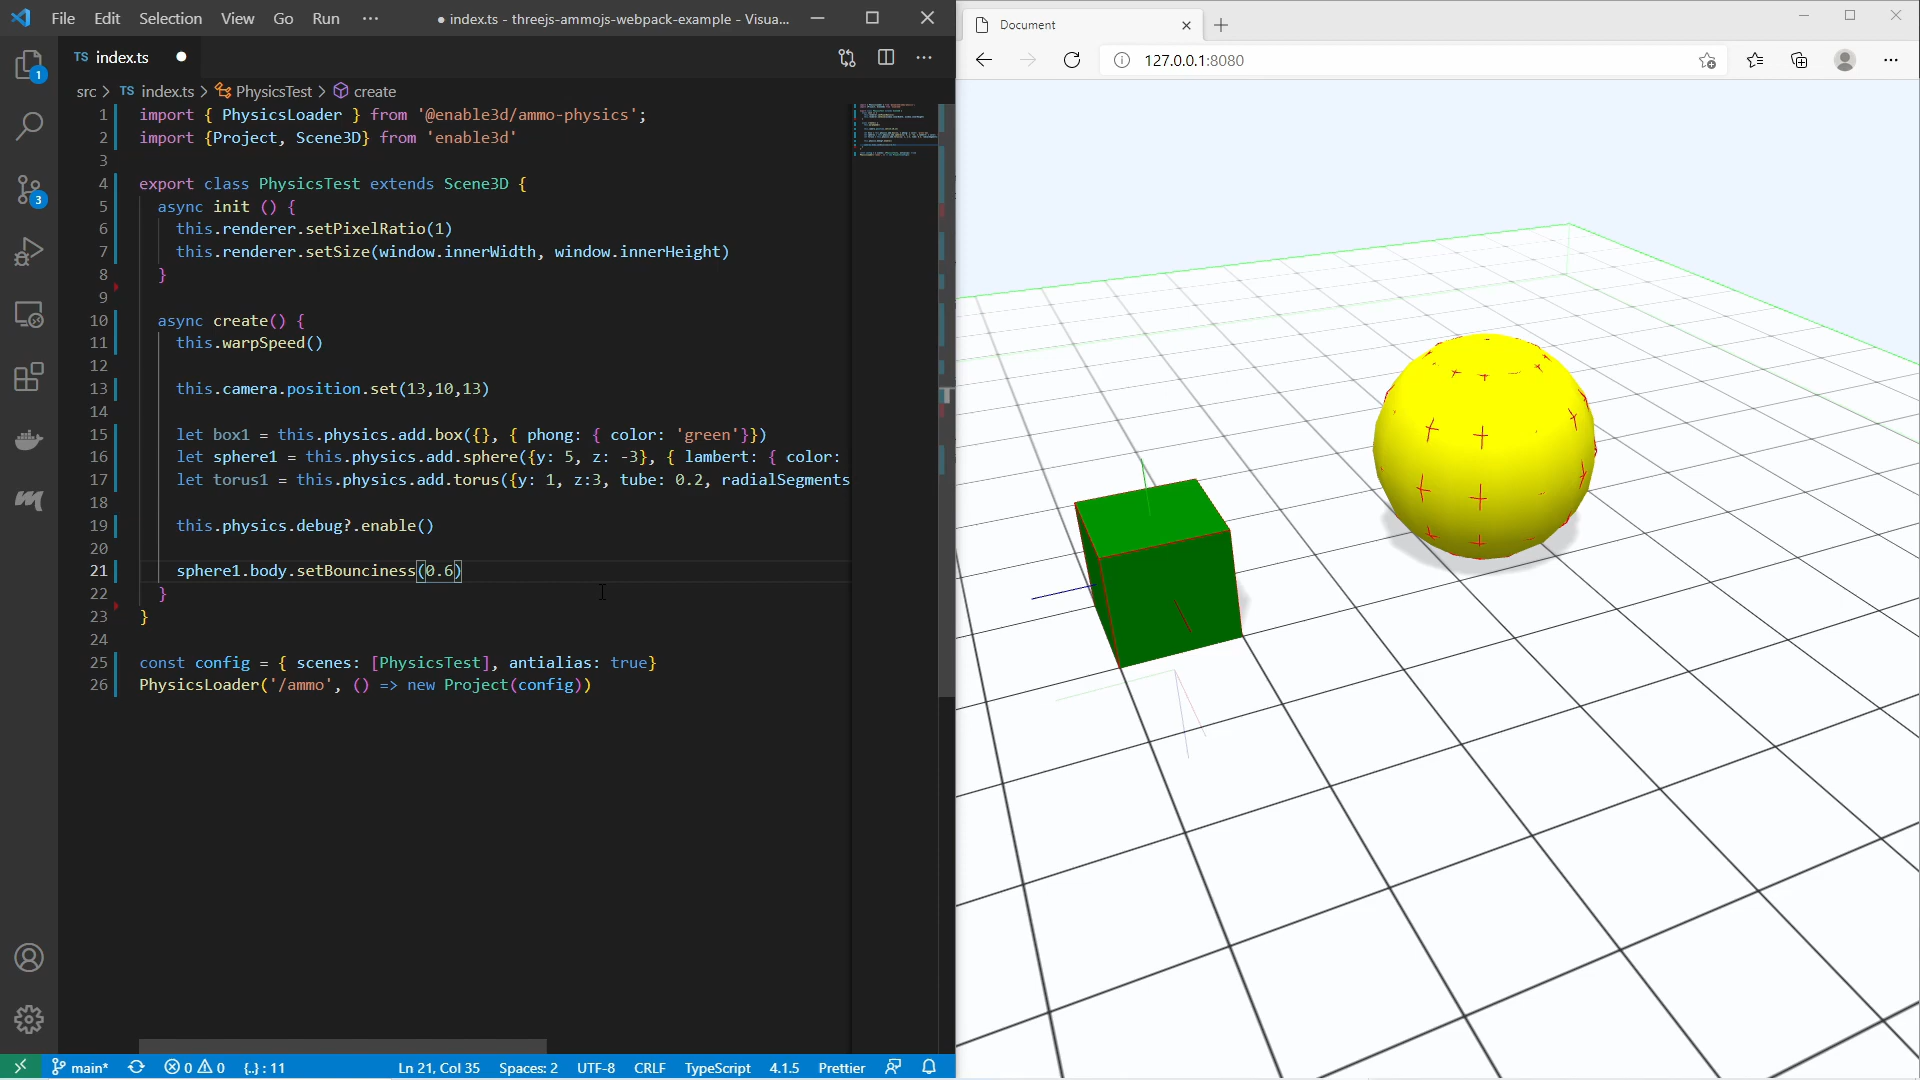 File Edit Selection View Go Run ··· ● index.ts - threejs-ammojs-webpack-example - Visua...
TS index.ts ●
src > TS index.ts > PhysicsTest > create
1 import { PhysicsLoader } from '@enable3d/ammo-physics';
2 import {Project, Scene3D} from 'enable3d'
3
4 export class PhysicsTest extends Scene3D {
5 async init () {
6 this.renderer.setPixelRatio(1)
7 this.renderer.setSize(window.innerWidth, window.innerHeight)
8 }
9
10 async create() {
11 this.warpSpeed()
12
13 this.camera.position.set(13,10,13)
14
15 let box1 = this.physics.add.box({}, { phong: { color: 'green'}})
16 let sphere1 = this.physics.add.sphere({y: 5, z: -3}, { lambert: { color:
17 let torus1 = this.physics.add.torus({y: 1, z:3, tube: 0.2, radialSegments
18
19 this.physics.debug?.enable()
20
21 sphere1.body.setBounciness(0.6)
22 }
23 }
24
25 const config = { scenes: [PhysicsTest], antialias: true}
26 PhysicsLoader('/ammo', () => new Project(config))
1
3
main* 0 0 {..} : 11 Ln 21, Col 35 Spaces: 2 UTF-8 CRLF TypeScript 4.1.5 Prettier
Document
127.0.0.1:8080